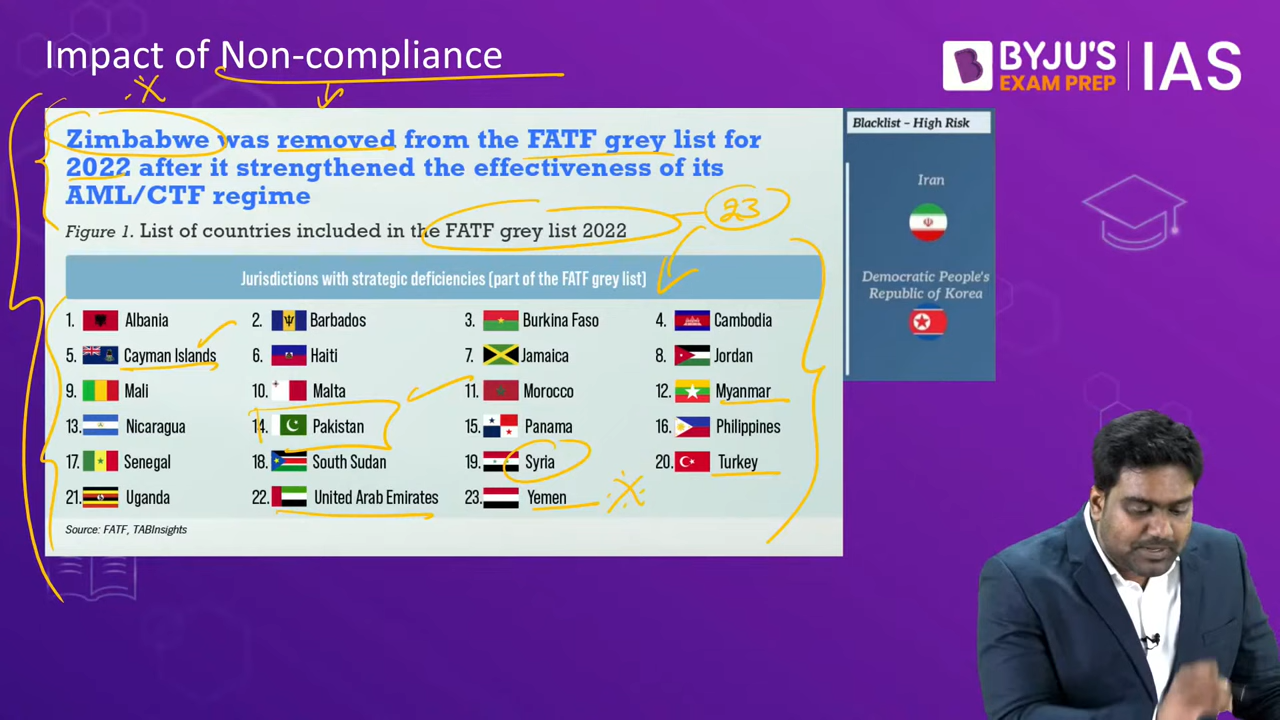 Impact of Non-compliance
BYJU'S
EXAM PREP
IAS
Zimbabwe was removed from the FATF grey list for
2022 after it strengthened the effectiveness of its
AML/CTF regime
23
Figure 1. List of countries included in the FATF grey list 2022
Jurisdictions with strategic deficiencies (part of the FATF grey list)
1. Albania 2. Barbados 3. Burkina Faso 4. Cambodia
5. Cayman Islands 6. Haiti 7. Jamaica 8. Jordan
9. Mali 10. Malta 11. Morocco 12. Myanmar
13. Nicaragua 14. Pakistan 15. Panama 16. Philippines
17. Senegal 18. South Sudan 19. Syria 20. Turkey
21. Uganda 22. United Arab Emirates 23. Yemen
Source: FATF, TABInsights
Blacklist – High Risk
Iran
Democratic People's
Republic of Korea